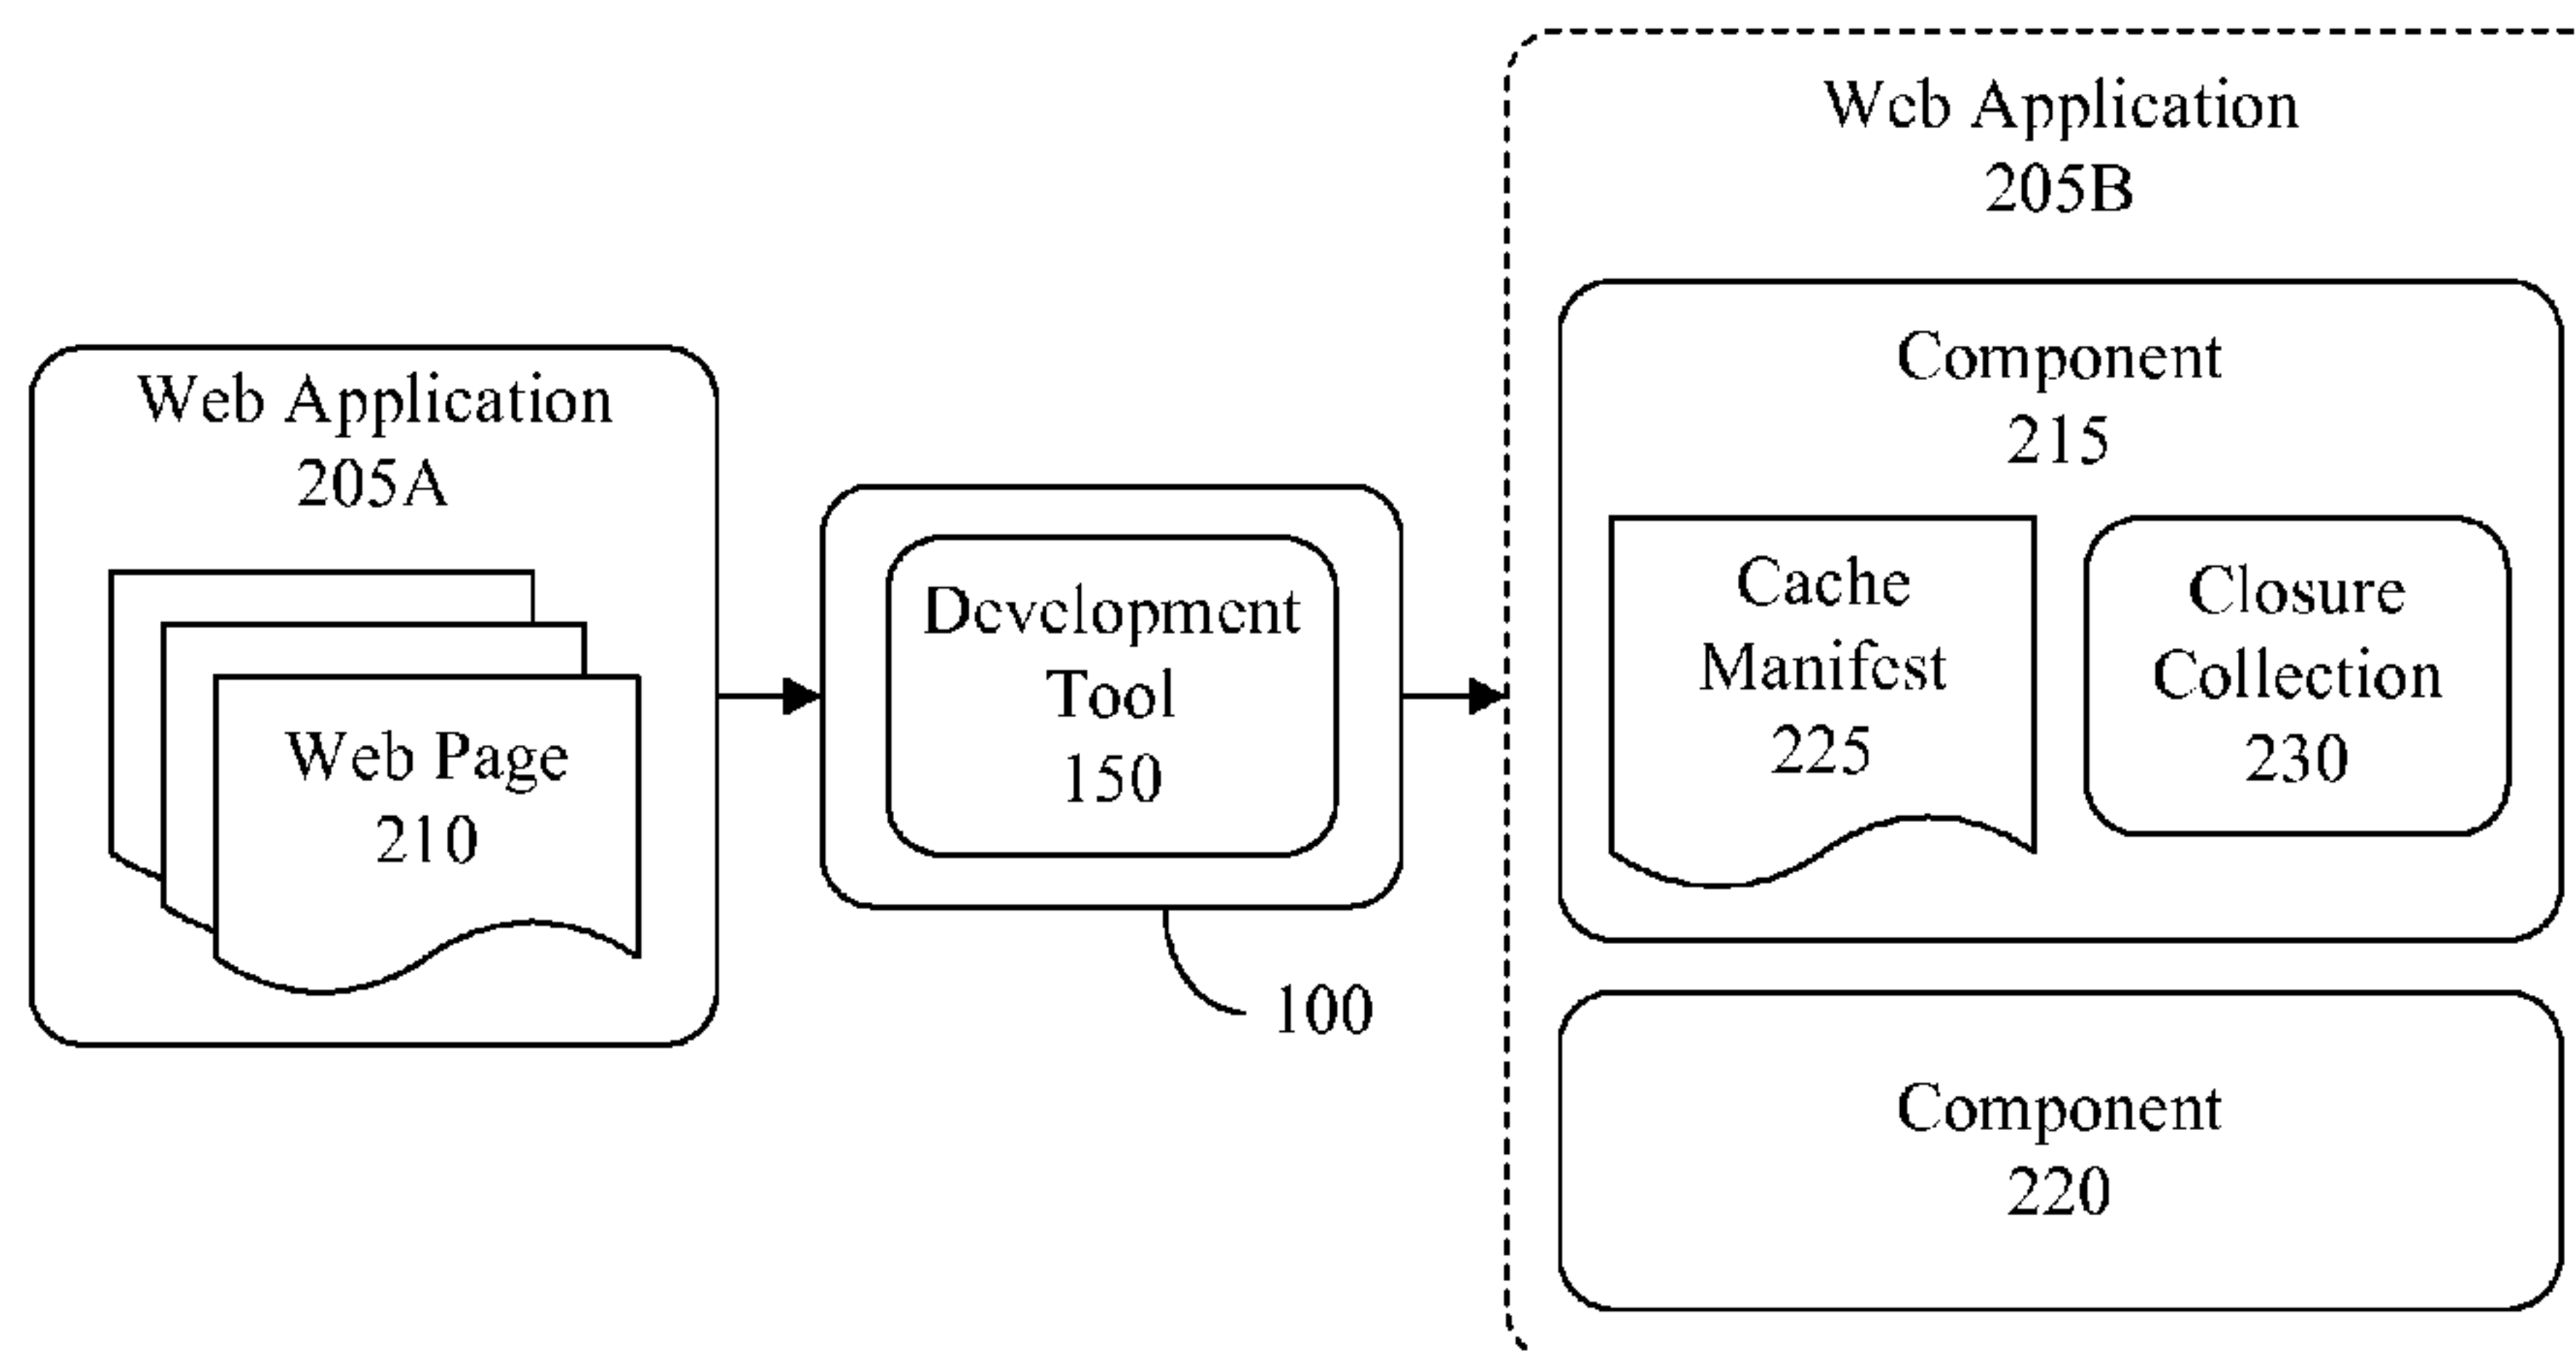 Web Application
205A
Web Page
210
Development
Tool
150
100
Web Application
205B
Component
215
Cache
Manifest
225
Closure
Collection
230
Component
220